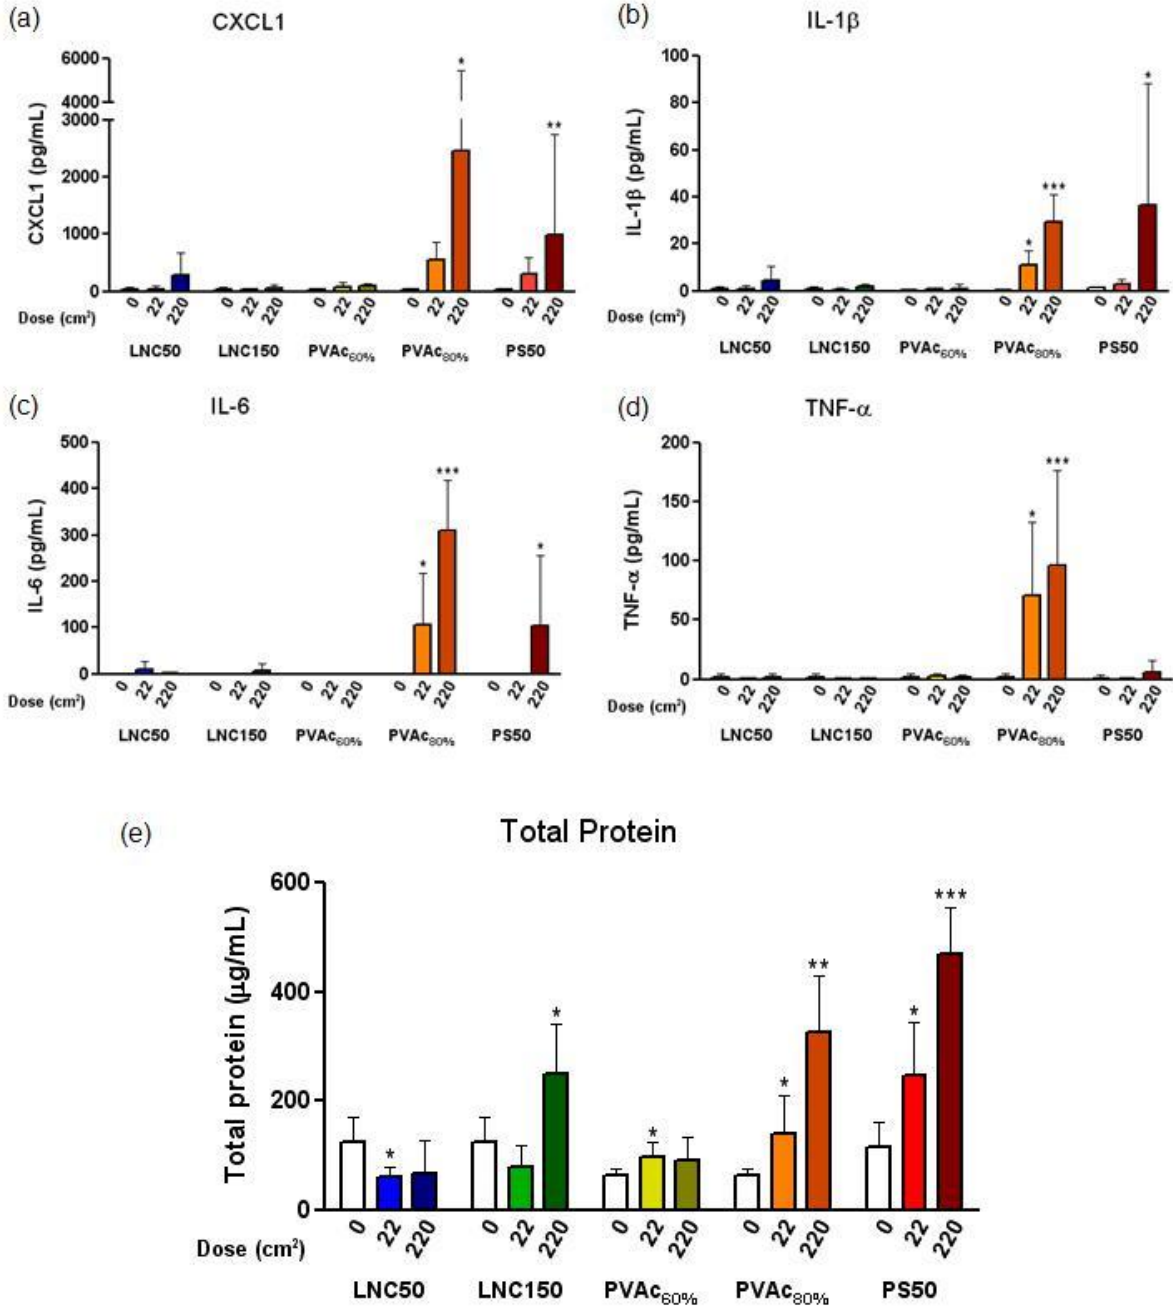 (a)
CXCL1
CXCL1 (pg/mL)
6000
4000
3000
2000
1000
0
* **
Dose (cm²) 0 22 220 0 22 220 0 22 220 0 22 220 0 22 220
LNC50 LNC150 PVAc60% PVAc80% PS50
(b)
IL-1β
IL-1β (pg/mL)
100
80
60
40
20
0
* *** *
Dose (cm²) 0 22 220 0 22 220 0 22 220 0 22 220 0 22 220
LNC50 LNC150 PVAc60% PVAc80% PS50
(c)
IL-6
IL-6 (pg/mL)
500
400
300
200
100
0
* *** *
Dose (cm²) 0 22 220 0 22 220 0 22 220 0 22 220 0 22 220
LNC50 LNC150 PVAc60% PVAc80% PS50
(d)
TNF-α
TNF-α (pg/mL)
200
150
100
50
0
* ***
Dose (cm²) 0 22 220 0 22 220 0 22 220 0 22 220 0 22 220
LNC50 LNC150 PVAc60% PVAc80% PS50
(e)
Total Protein
Total protein (µg/mL)
600
400
200
0
* * * * ** * ***
Dose (cm²) 0 22 220 0 22 220 0 22 220 0 22 220 0 22 220
LNC50 LNC150 PVAc60% PVAc80% PS50